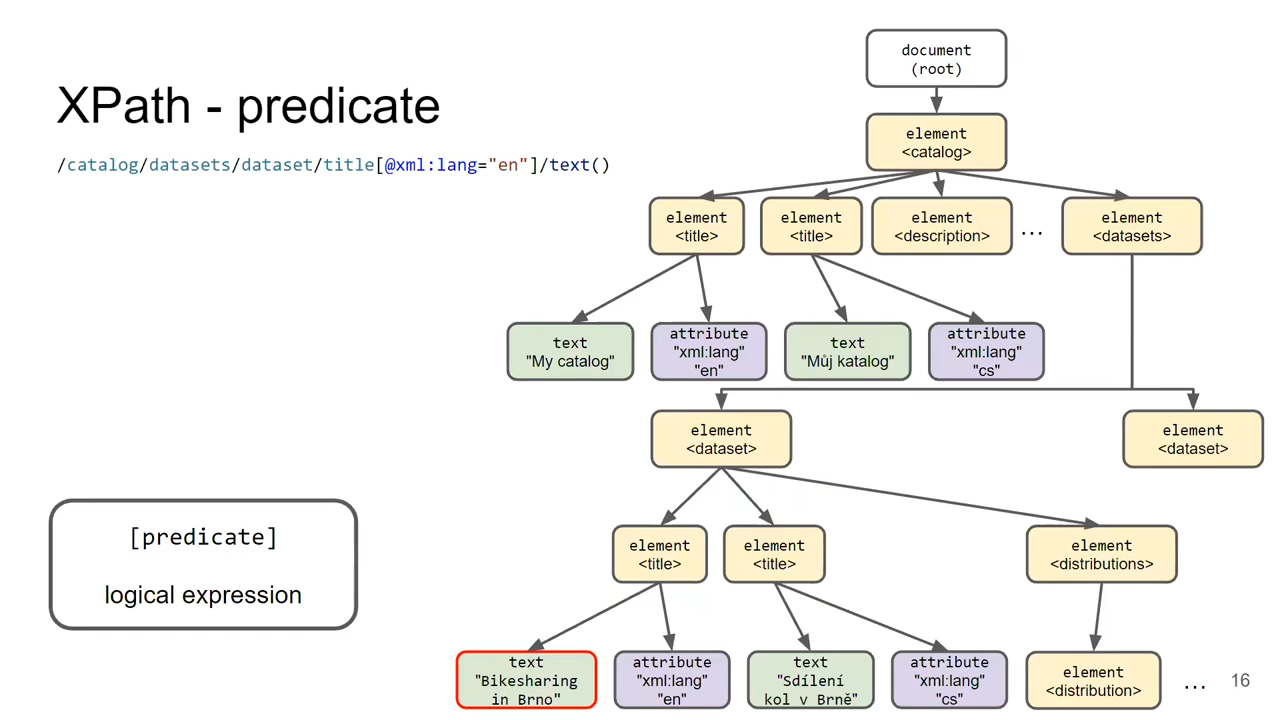 XPath - predicate
/catalog/datasets/dataset/title[@xml:lang="en"]/text()
document
(root)
element
<catalog>
element
<title>
element
<title>
element
<description>
...
element
<datasets>
text
"My catalog"
attribute
"xml:lang"
"en"
text
"Můj katalog"
attribute
"xml:lang"
"cs"
element
<dataset>
element
<dataset>
[predicate]
logical expression
element
<title>
element
<title>
element
<distributions>
text
"Bikesharing
in Brno"
attribute
"xml:lang"
"en"
text
"Sdílení
kol v Brně"
attribute
"xml:lang"
"cs"
element
<distribution>
...
16